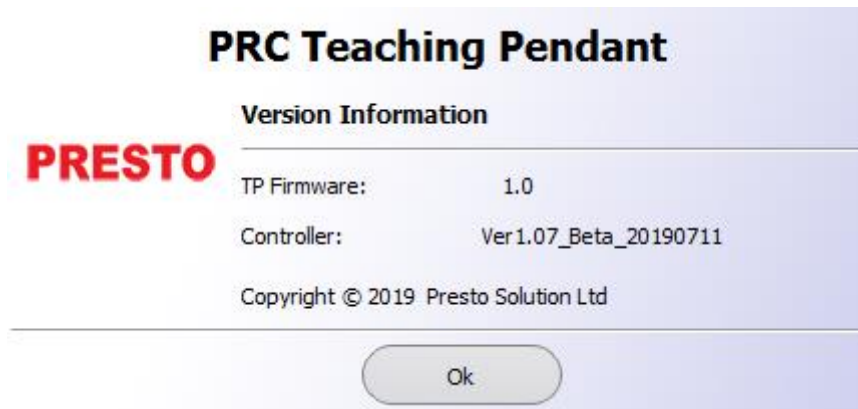 PRC Teaching Pendant
Version Information
PRESTO
TP Firmware: 1.0
Controller: Ver1.07_Beta_20190711
Copyright © 2019 Presto Solution Ltd
Ok